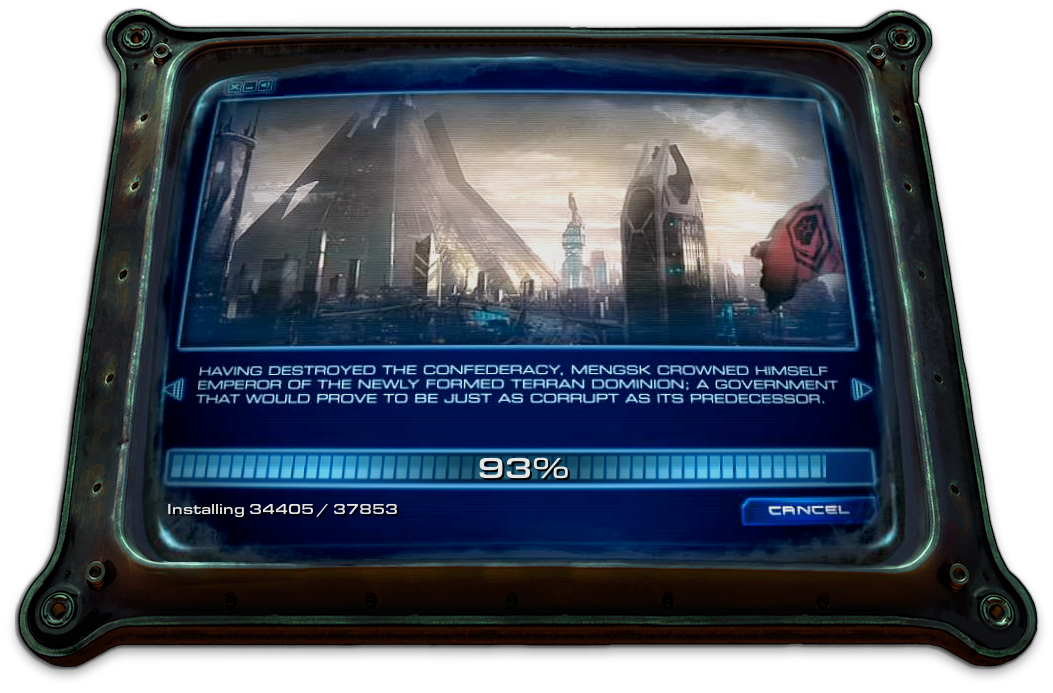 HAVING DESTROYED THE CONFEDERACY, MENGSK CROWNED HIMSELF
EMPEROR OF THE NEWLY FORMED TERRAN DOMINION; A GOVERNMENT
THAT WOULD PROVE TO BE JUST AS CORRUPT AS ITS PREDECESSOR.
93%
Installing 34405 / 37853
CANCEL